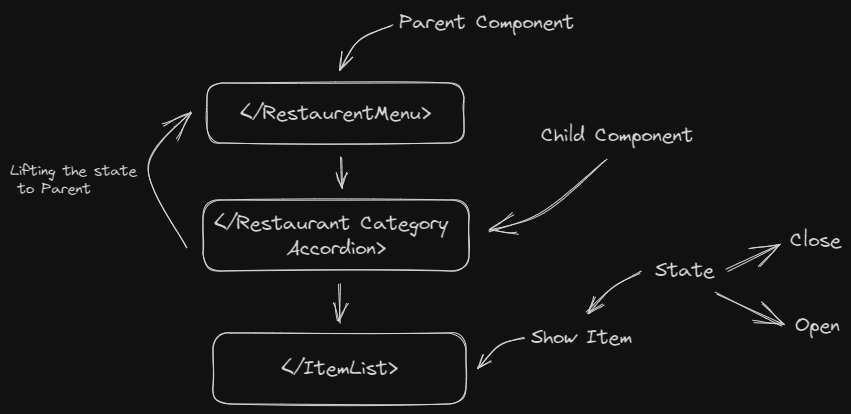 Parent Component
</RestaurentMenu>
Child Component
Lifting the state
to Parent
</Restaurant Category
Accordion>
Close
State
Open
Show Item
</ItemList>